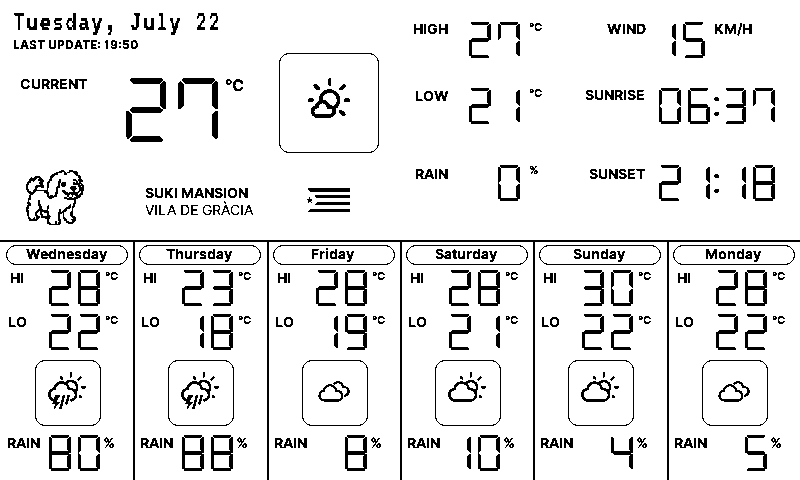 Tuesday, July 22
LAST UPDATE: 19:50
CURRENT 27 °C
HIGH 27 °C
WIND 15 KM/H
LOW 21 °C
SUNRISE 06:37
RAIN 0 %
SUNSET 21:18
SUKI MANSION
VILA DE GRÀCIA
Wednesday
HI 28 °C
LO 22 °C
RAIN 80 %
Thursday
HI 23 °C
LO 18 °C
RAIN 88 %
Friday
HI 28 °C
LO 19 °C
RAIN 8 %
Saturday
HI 28 °C
LO 21 °C
RAIN 10 %
Sunday
HI 30 °C
LO 22 °C
RAIN 4 %
Monday
HI 28 °C
LO 22 °C
RAIN 5 %